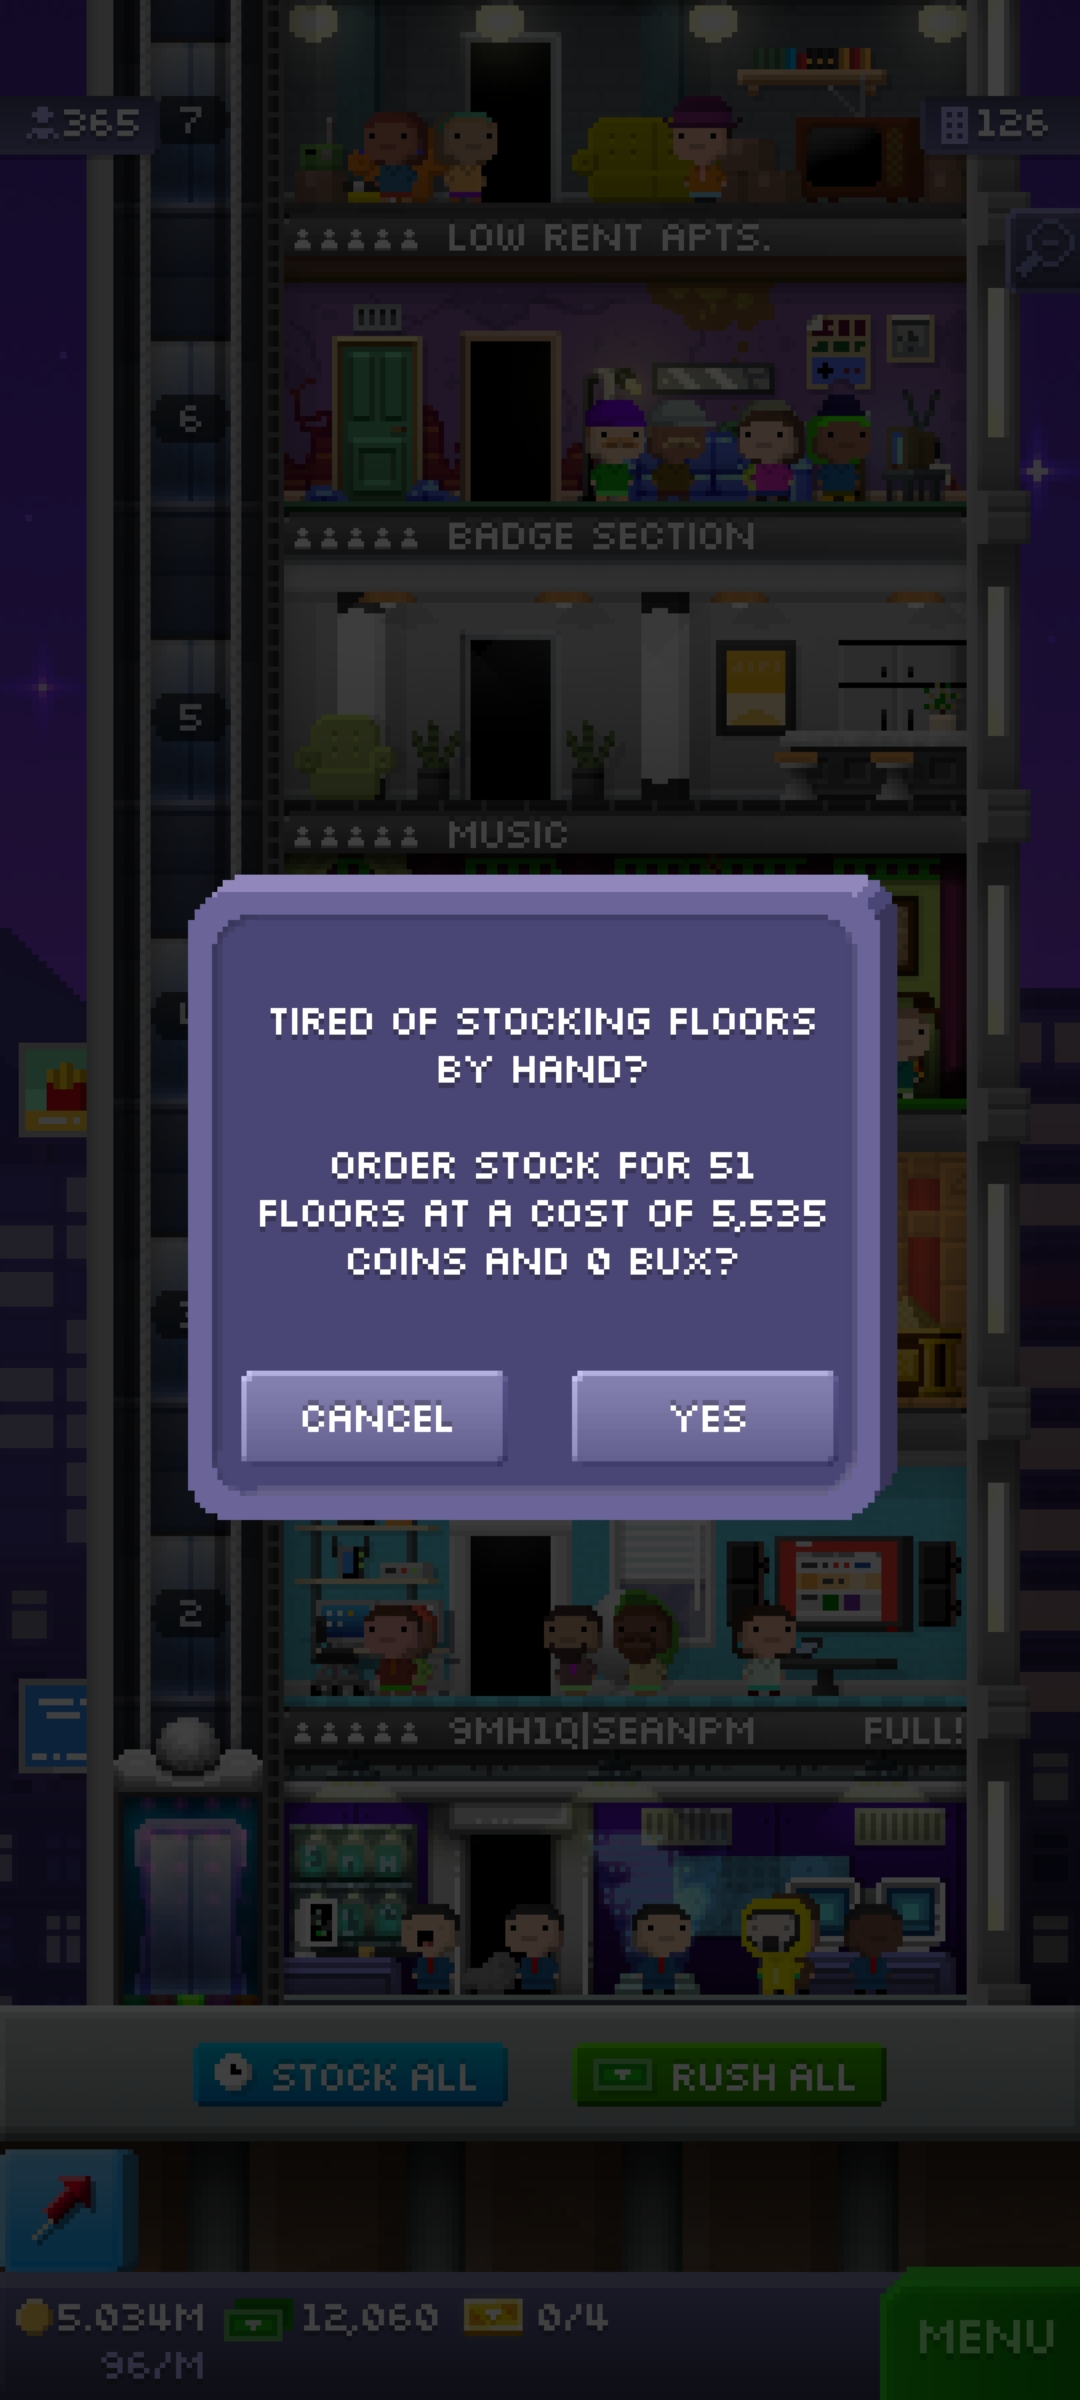 365
7
126
LOW RENT APTS.
6
BADGE SECTION
5
MUSIC
TIRED OF STOCKING FLOORS
BY HAND?
ORDER STOCK FOR 51
FLOORS AT A COST OF 5,535
COINS AND 0 BUX?
CANCEL
YES
2
9MH1Q|SEANPM
FULL!
STOCK ALL
RUSH ALL
5.034M
12,060
0/4
96/M
MENU